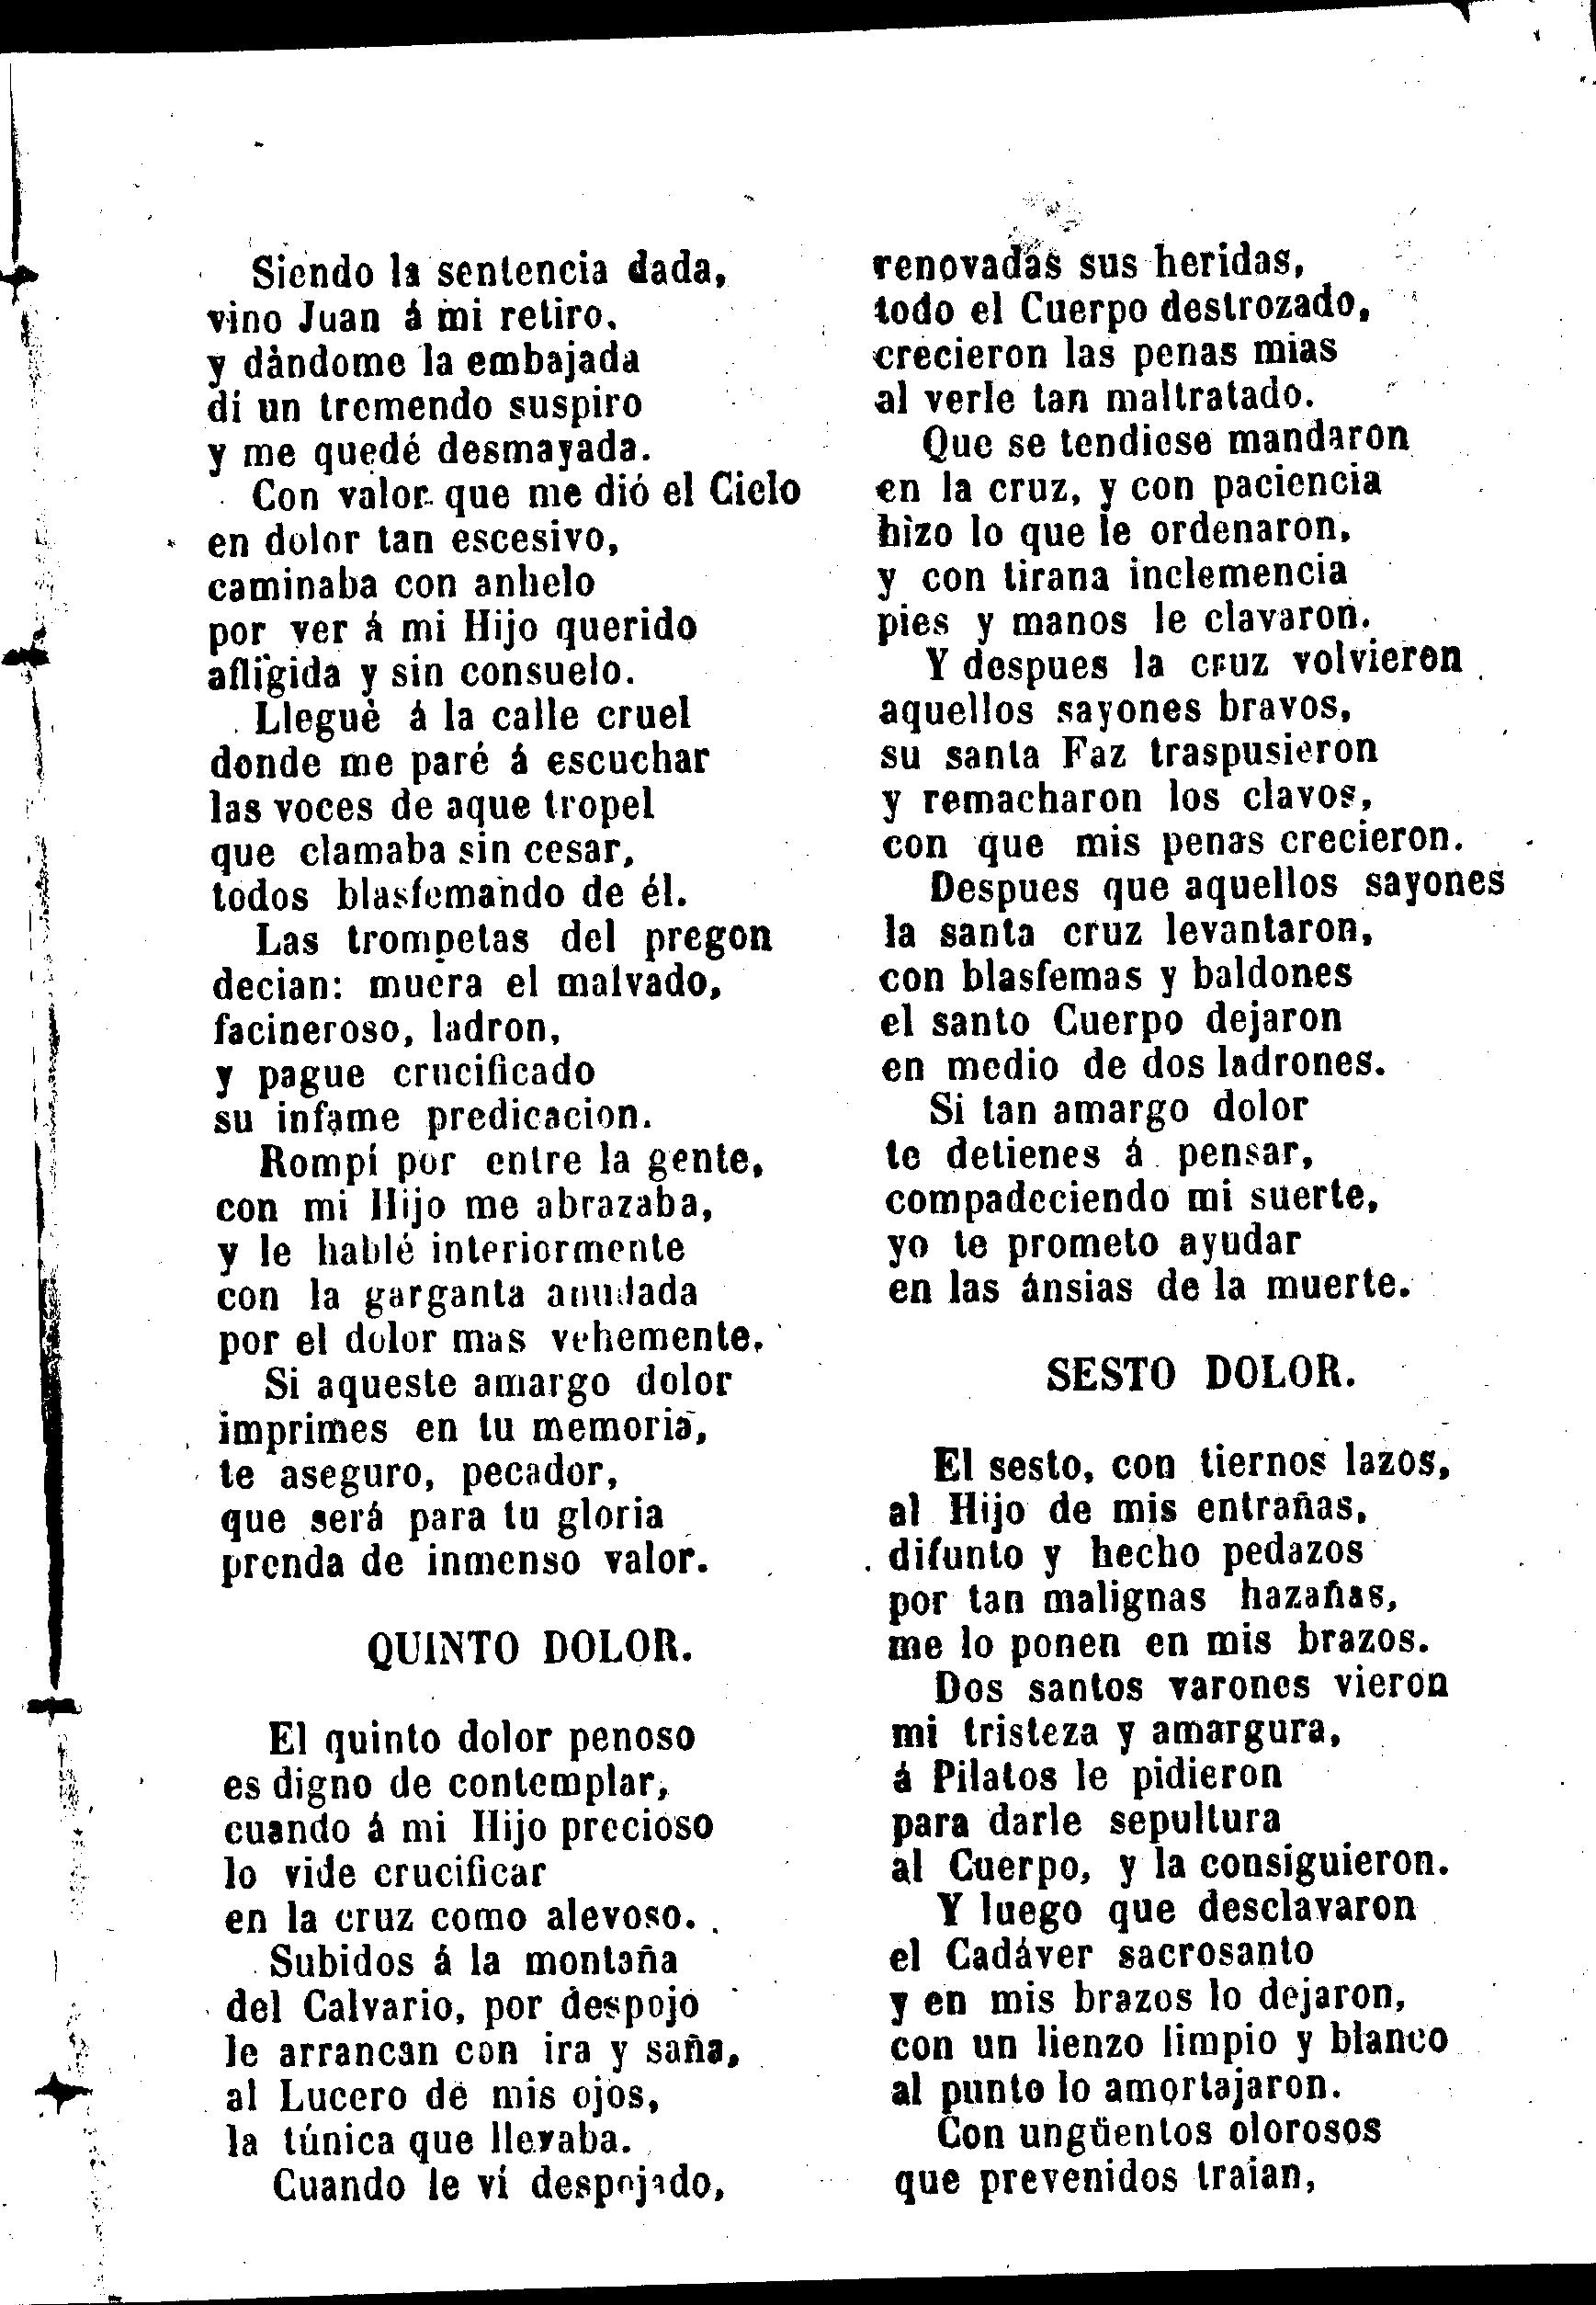 Siendo la sentencia dada,
vino Juan á mi retiro,
y dàndome la embajada
di un tremendo suspiro
y me quedé desmayada.
Con valor que me dió el Cielo
en dolor tan escesivo,
caminaba con anhelo
por ver á mi Hijo querido
afligida y sin consuelo.
Lleguè á la calle cruel
donde me paré á escuchar
las voces de aque tropel
que clamaba sin cesar,
todos blasfemando de él.
Las trompetas del pregon
decian: muera el malvado,
facineroso, ladron,
y pague crucificado
su infame predicacion.
Rompí por entre la gente,
con mi Hijo me abrazaba,
y le hablé interiormente
con la garganta anudada
por el dolor mas vehemente.
Si aqueste amargo dolor
imprimes en tu memoria,
te aseguro, pecador,
que será para tu gloria
prenda de inmenso valor.
QUINTO DOLOR.
El quinto dolor penoso
es digno de contemplar,
cuando á mi Hijo precioso
lo vide crucificar
en la cruz como alevoso.
Subidos á la montaña
del Calvario, por despojo
le arrancan con ira y saña,
al Lucero de mis ojos,
la túnica que llevaba.
Cuando le ví despojado,
renovadas sus heridas,
todo el Cuerpo destrozado,
crecieron las penas mias
al verle tan maltratado.
Que se tendiese mandaron
en la cruz, y con paciencia
hizo lo que le ordenaron,
y con tirana inclemencia
pies y manos le clavaron.
Y despues la cruz volvieron
aquellos sayones bravos,
su santa Faz traspusieron
y remacharon los clavos,
con que mis penas crecieron.
Despues que aquellos sayones
la santa cruz levantaron,
con blasfemas y baldones
el santo Cuerpo dejaron
en medio de dos ladrones.
Si tan amargo dolor
te detienes á pensar,
compadeciendo mi suerte,
yo te prometo ayudar
en las ánsias de la muerte.
SESTO DOLOR.
El sesto, con tiernos lazos,
al Hijo de mis entrañas,
difunto y hecho pedazos
por tan malignas hazañas,
me lo ponen en mis brazos.
Dos santos varones vieron
mi tristeza y amargura,
á Pilatos le pidieron
para darle sepultura
al Cuerpo, y la consiguieron.
Y luego que desclavaron
el Cadáver sacrosanto
y en mis brazos lo dejaron,
con un lienzo limpio y blanco
al punto lo amortajaron.
Con ungüentos olorosos
que prevenidos traian,